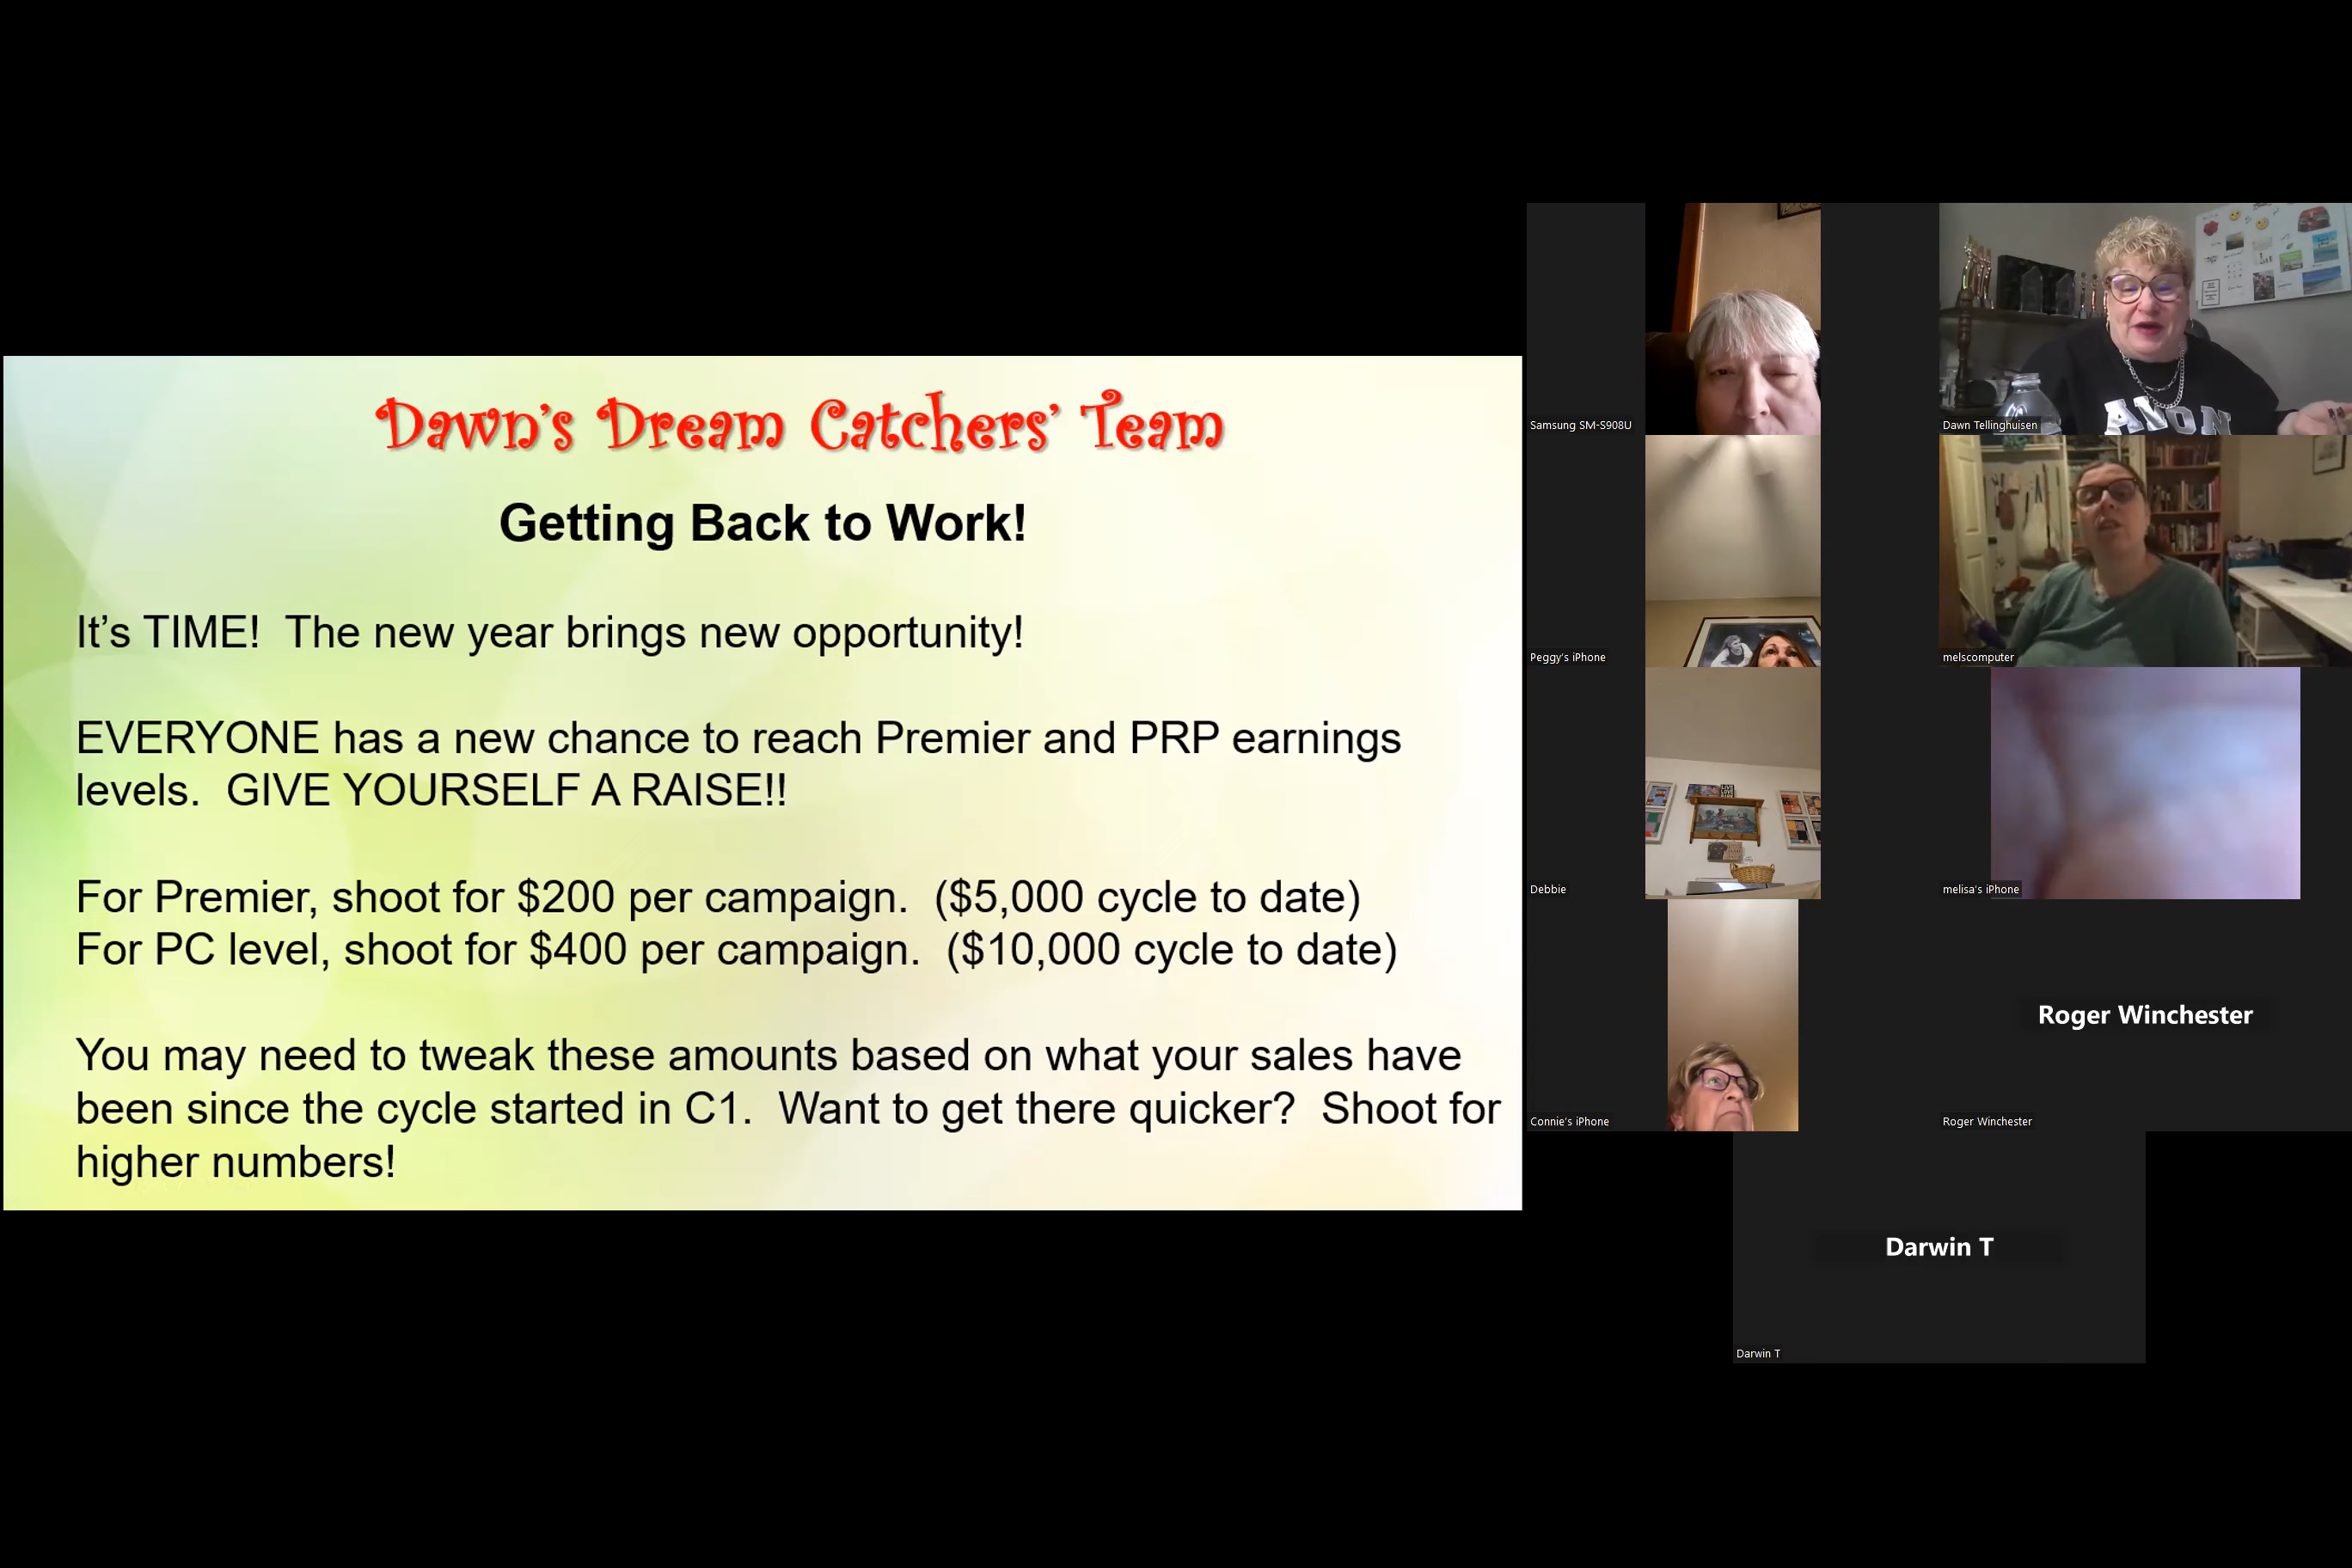 Dawn's Dream Catchers' Team
Getting Back to Work!
It's TIME!  The new year brings new opportunity!
EVERYONE has a new chance to reach Premier and PRP earnings
levels.  GIVE YOURSELF A RAISE!!
For Premier, shoot for $200 per campaign.  ($5,000 cycle to date)
For PC level, shoot for $400 per campaign.  ($10,000 cycle to date)
You may need to tweak these amounts based on what your sales have
been since the cycle started in C1.  Want to get there quicker?  Shoot for
higher numbers!
Samsung SM-S908U
AVON
Dawn Tellinghuisen
Peggy's iPhone
melscomputer
Debbie
melisa's iPhone
Connie's iPhone
Roger Winchester
Roger Winchester
Darwin T
Darwin T